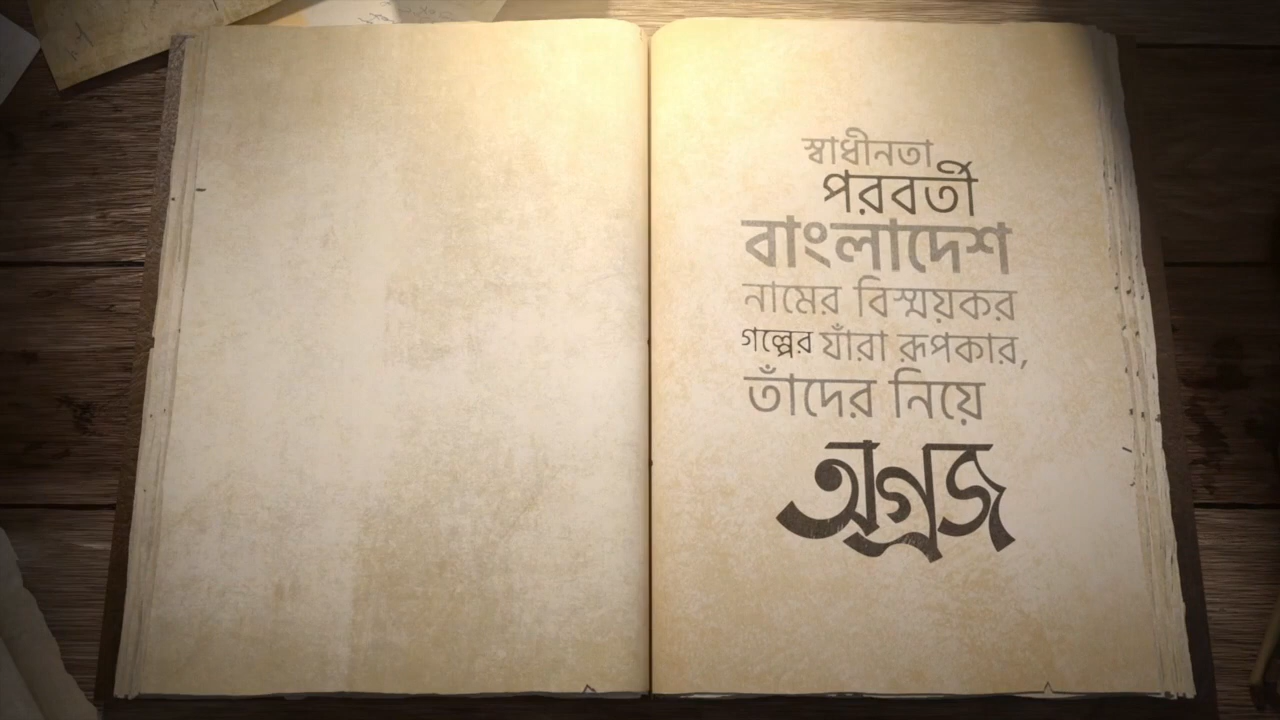 স্বাধীনতা
পরবর্তী
বাংলাদেশ
নামের বিস্ময়কর
গল্পের যাঁরা রূপকার,
তাঁদের নিয়ে
অগ্রজ